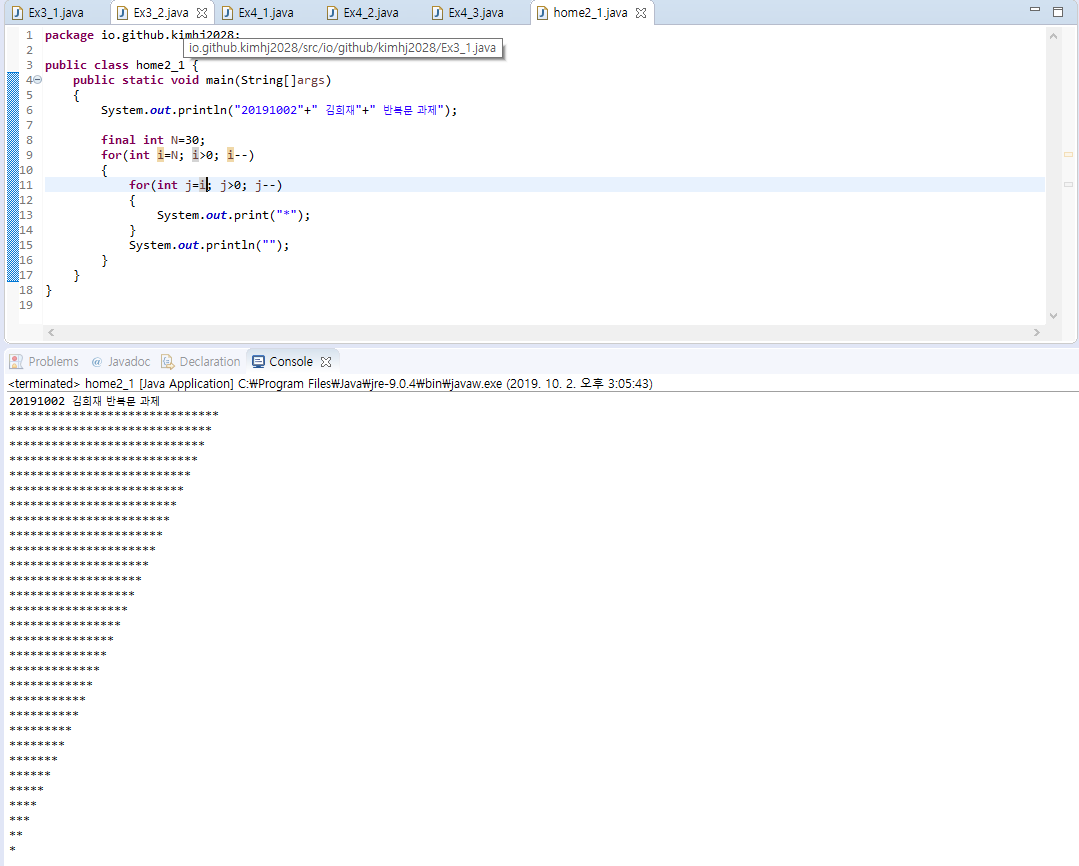 Ex3_1.java Ex3_2.java Ex4_1.java Ex4_2.java Ex4_3.java home2_1.java
1 package io.github.kimhj2028;
io.github.kimhj2028/src/io/github/kimhj2028/Ex3_1.java
2
3 public class home2_1 {
4 public static void main(String[]args)
5 {
6 System.out.println("20191002"+" 김희재"+" 반복문 과제");
7
8 final int N=30;
9 for(int i=N; i>0; i--)
10 {
11 for(int j=i; j>0; j--)
12 {
13 System.out.print("*");
14 }
15 System.out.println("");
16 }
17 }
18 }
19
Problems @ Javadoc Declaration Console
<terminated> home2_1 [Java Application] C:₩Program Files₩Java₩jre-9.0.4₩bin₩javaw.exe (2019. 10. 2. 오후 3:05:43)
20191002 김희재 반복문 과제
******************************
*****************************
****************************
***************************
**************************
*************************
************************
***********************
**********************
*********************
********************
*******************
******************
*****************
****************
***************
**************
*************
************
***********
**********
*********
********
*******
******
*****
****
***
**
*